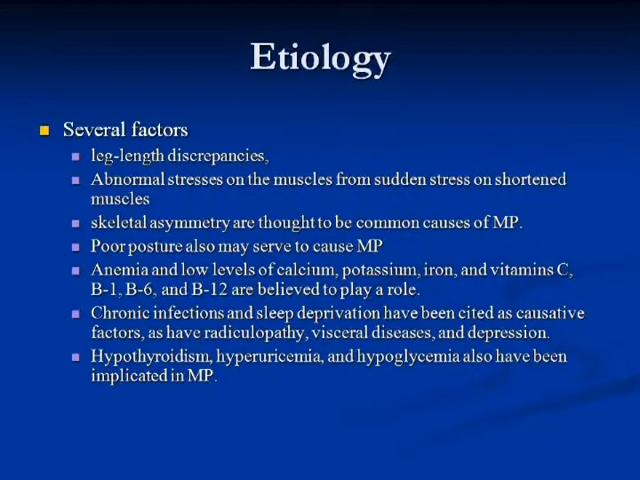 Etiology
Several factors
leg-length discrepancies,
Abnormal stresses on the muscles from sudden stress on shortened
muscles
skeletal asymmetry are thought to be common causes of MP.
Poor posture also may serve to cause MP
Anemia and low levels of calcium, potassium, iron, and vitamins C,
B-1, B-6, and B-12 are believed to play a role.
Chronic infections and sleep deprivation have been cited as causative
factors, as have radiculopathy, visceral diseases, and depression.
Hypothyroidism, hyperuricemia, and hypoglycemia also have been
implicated in MP.